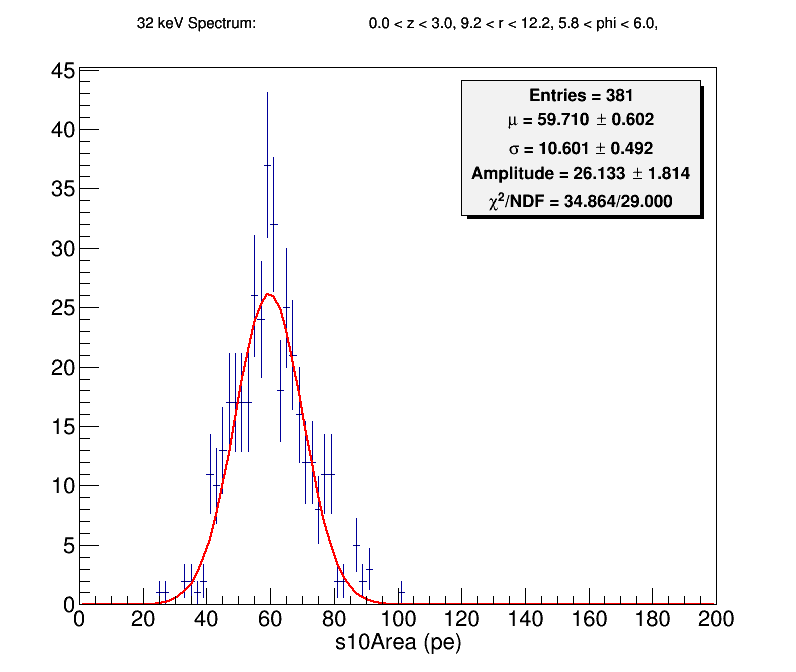 32 keV Spectrum: 0.0 < z < 3.0, 9.2 < r < 12.2, 5.8 < phi < 6.0,
Entries = 381
μ = 59.710 ± 0.602
σ = 10.601 ± 0.492
Amplitude = 26.133 ± 1.814
χ²/NDF = 34.864/29.000
45
40
35
30
25
20
15
10
5
0
0 20 40 60 80 100 120 140 160 180 200
s10Area (pe)